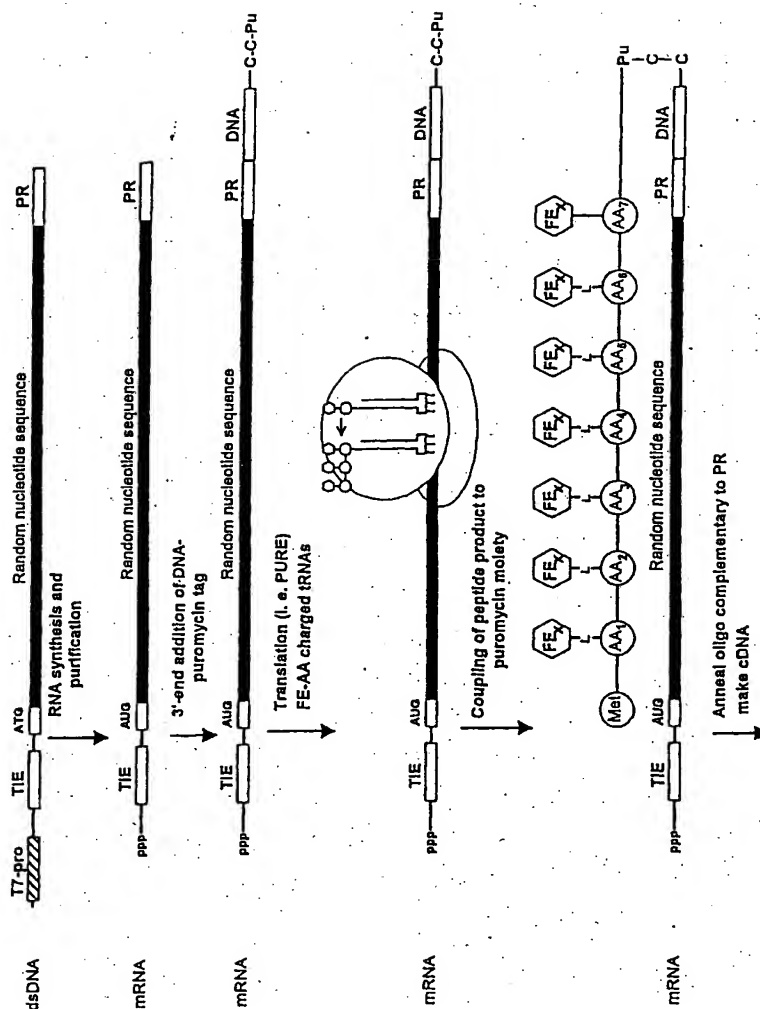 dsDNA
T7-pro TIE ATG Random nucleotide sequence PR
RNA synthesis and
purification
mRNA
ppp TIE AUG Random nucleotide sequence PR
3'-end addition of DNA-
puromycin tag
mRNA
ppp TIE AUG Random nucleotide sequence PR DNA C-C-Pu
Translation (I. e. PURE)
FE-AA charged tRNAs
mRNA
ppp TIE AUG PR DNA C-C-Pu
Coupling of peptide product to
puromycin moiety
FEX FEX FEX FEX FEX FEX FEX
L L L L L L
Met AA1 AA2 AA3 AA4 AA5 AA6 AA7 Pu
C
C
mRNA
ppp TIE AUG Random nucleotide sequence PR DNA
Anneal oligo complementary to PR
make cDNA